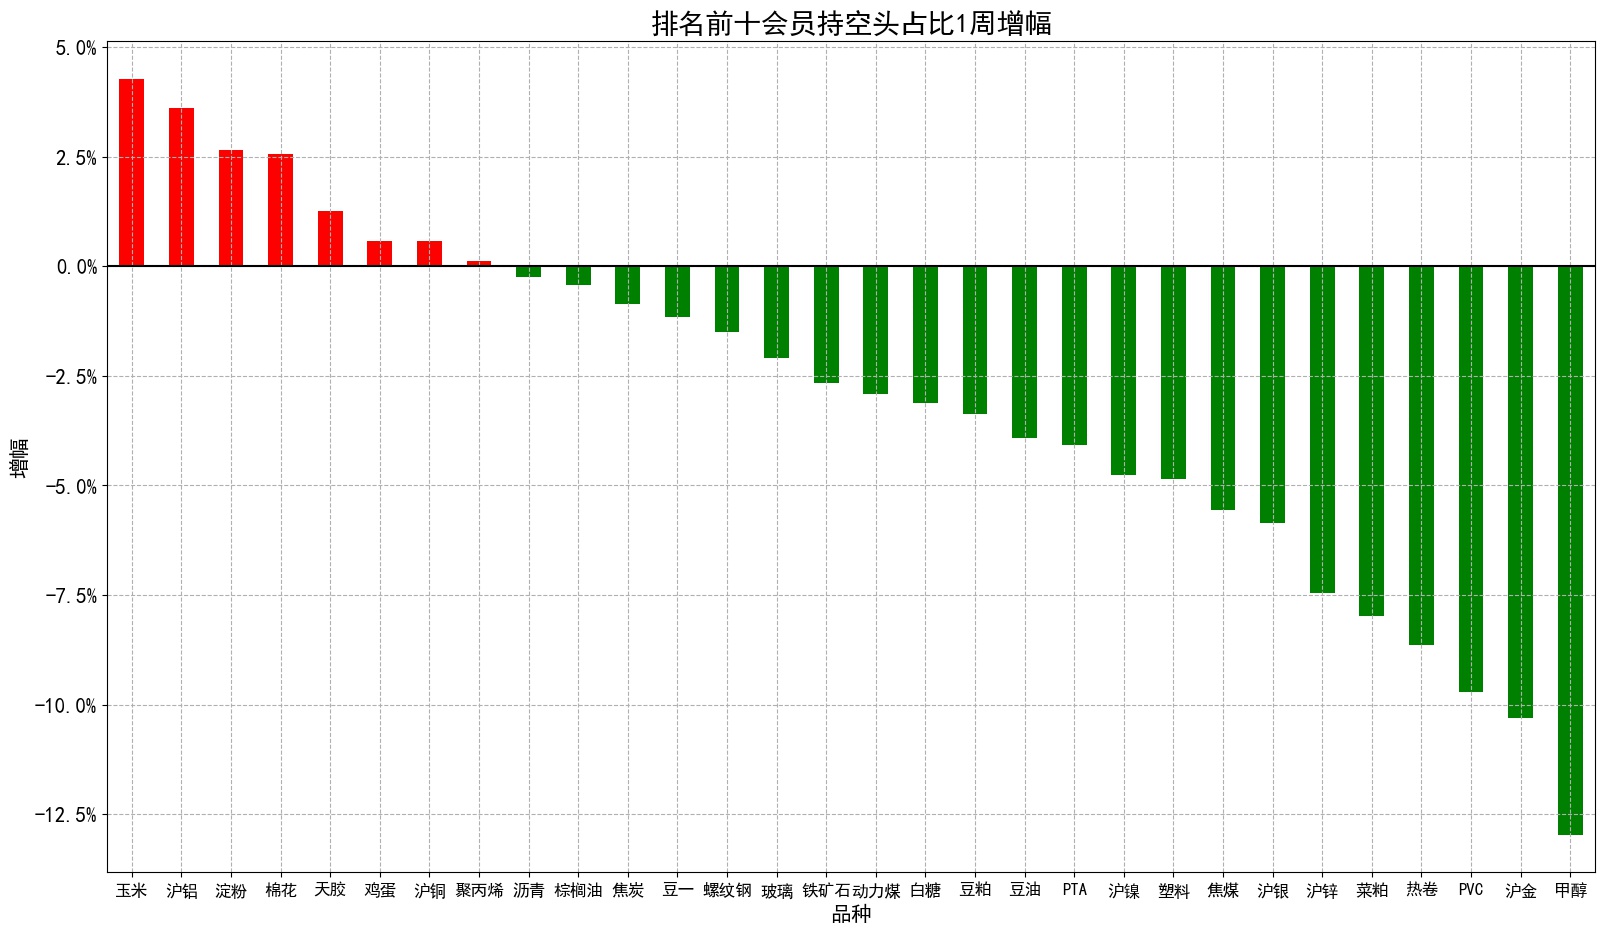 排名前十会员持空头占比1周增幅
5.0%
2.5%
0.0%
−2.5%
−5.0%
−7.5%
−10.0%
−12.5%
增幅
玉米 沪铝 淀粉 棉花 天胶 鸡蛋 沪铜 聚丙烯 沥青 棕榈油 焦炭 豆一 螺纹钢 玻璃 铁矿石 动力煤 白糖 豆粕 豆油 PTA 沪镍 塑料 焦煤 沪银 沪锌 菜粕 热卷 PVC 沪金 甲醇
品种